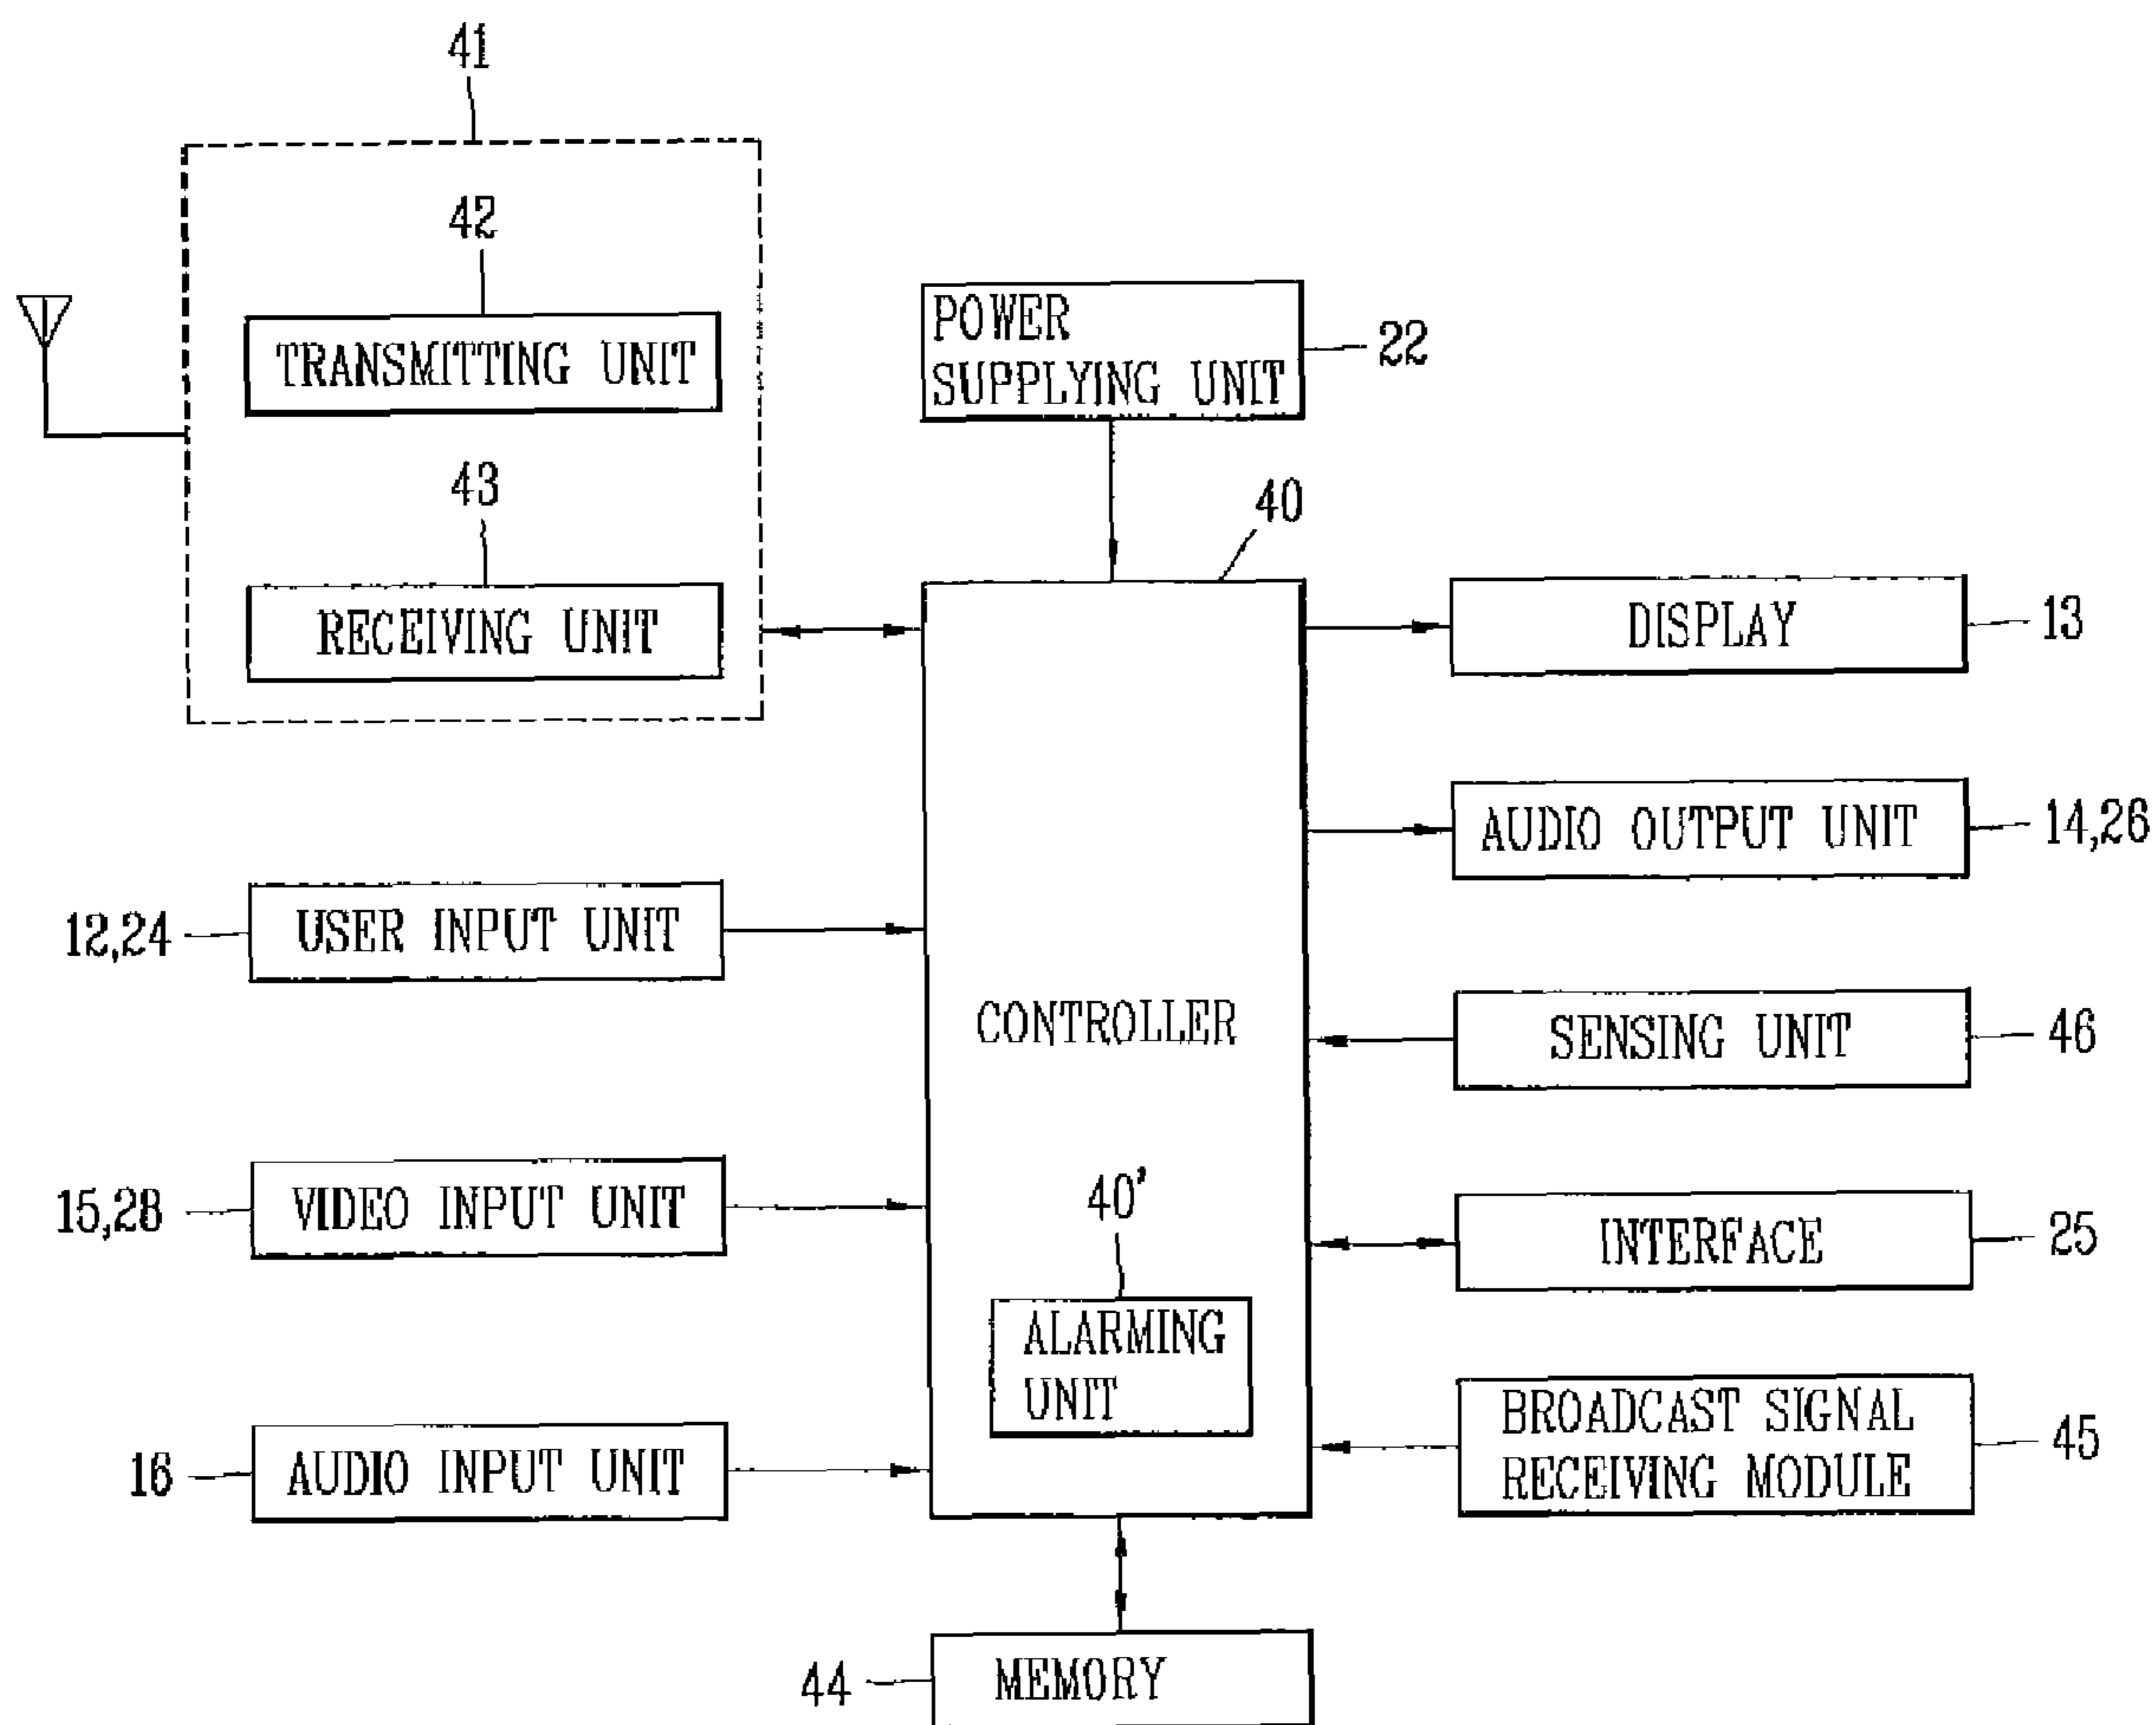 41
42
TRANSMITTING UNIT
43
RECEIVING UNIT
POWER
SUPPLYING UNIT
22
40
DISPLAY
13
AUDIO OUTPUT UNIT
14,26
12,24
USER INPUT UNIT
CONTROLLER
SENSING UNIT
46
15,28
VIDEO INPUT UNIT
40'
INTERFACE
25
ALARMING
UNIT
16
AUDIO INPUT UNIT
BROADCAST SIGNAL
RECEIVING MODULE
45
44
MEMORY